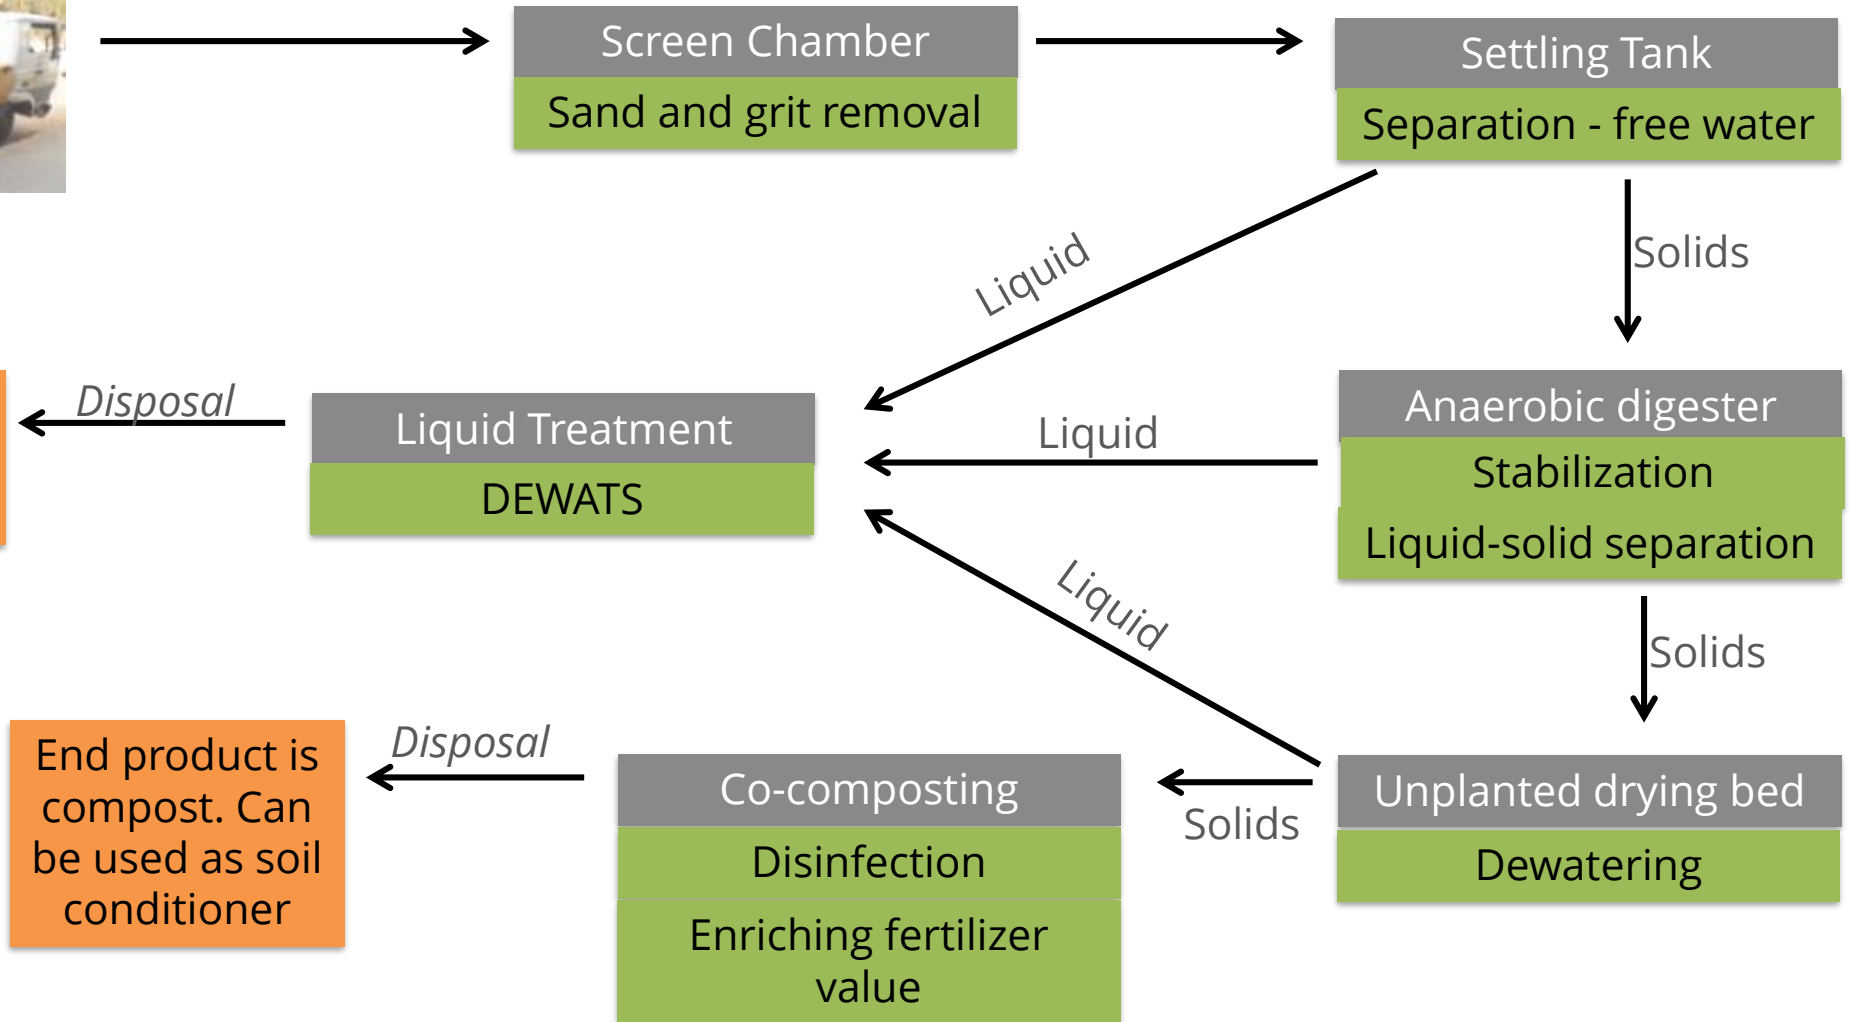 Screen Chamber
Sand and grit removal
Settling Tank
Separation - free water
Liquid
Solids
Disposal
Liquid Treatment
DEWATS
Liquid
Anaerobic digester
Stabilization
Liquid-solid separation
Liquid
Solids
End product is
compost. Can
be used as soil
conditioner
Disposal
Co-composting
Disinfection
Enriching fertilizer
value
Solids
Unplanted drying bed
Dewatering